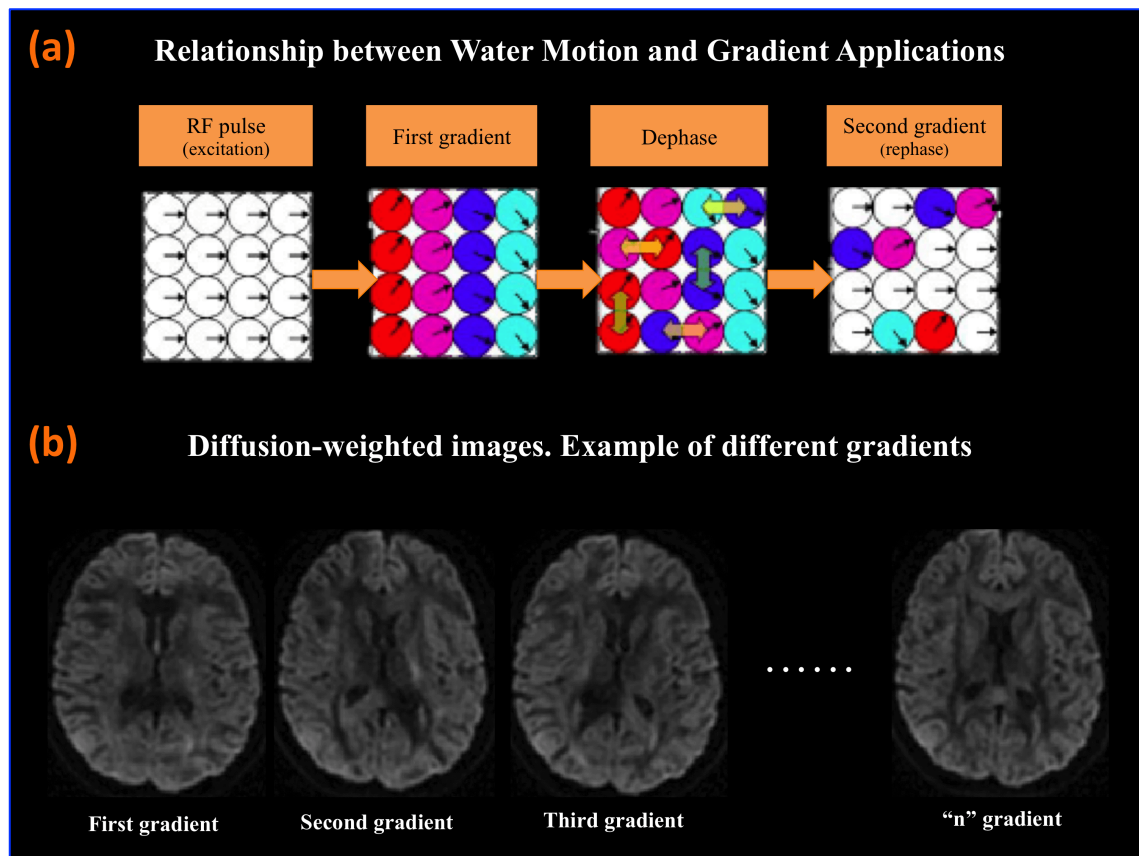 (a)
Relationship between Water Motion and Gradient Applications
RF pulse
(excitation)
First gradient
Dephase
Second gradient
(rephase)
(b)
Diffusion-weighted images. Example of different gradients
......
First gradient
Second gradient
Third gradient
“n” gradient